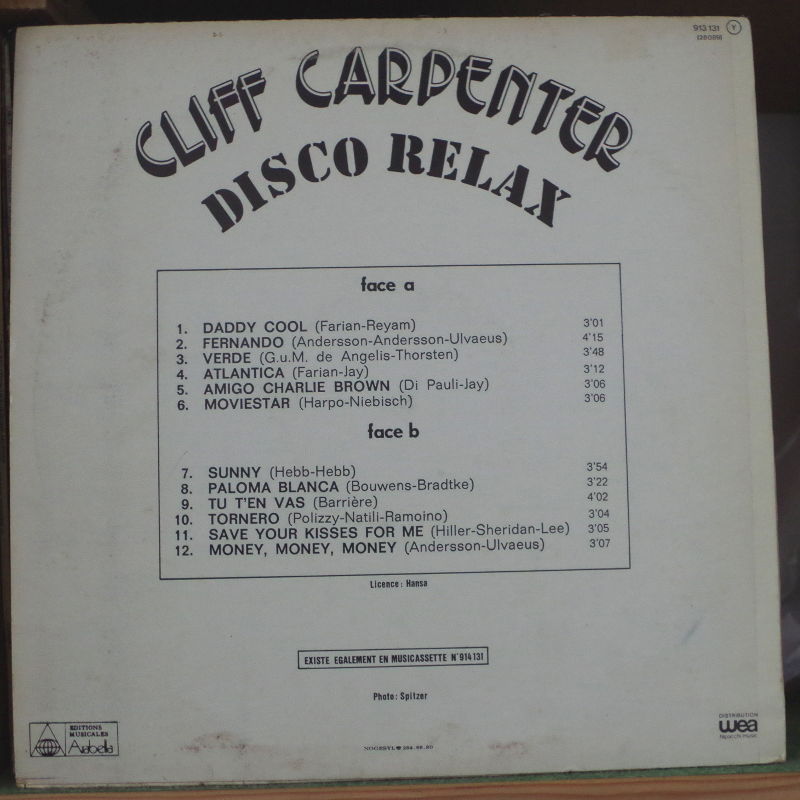 913 131 Y
(28 089)
CLIFF CARPENTER
DISCO RELAX
face a
1. DADDY COOL (Farian-Reyam) 3'01
2. FERNANDO (Andersson-Andersson-Ulvaeus) 4'15
3. VERDE (G.u.M. de Angelis-Thorsten) 3'48
4. ATLANTICA (Farian-Jay) 3'12
5. AMIGO CHARLIE BROWN (Di Pauli-Jay) 3'06
6. MOVIESTAR (Harpo-Niebisch) 3'06
face b
7. SUNNY (Hebb-Hebb) 3'54
8. PALOMA BLANCA (Bouwens-Bradtke) 3'22
9. TU T'EN VAS (Barrière) 4'02
10. TORNERO (Polizzy-Natili-Ramoino) 3'04
11. SAVE YOUR KISSES FOR ME (Hiller-Sheridan-Lee) 3'05
12. MONEY, MONEY, MONEY (Andersson-Ulvaeus) 3'07
Licence: Hansa
EXISTE EGALEMENT EN MUSICASSETTE N°914131
Photo: Spitzer
EDITIONS
MUSICALES
Arabella
DISTRIBUTION
wea
filipacchi music